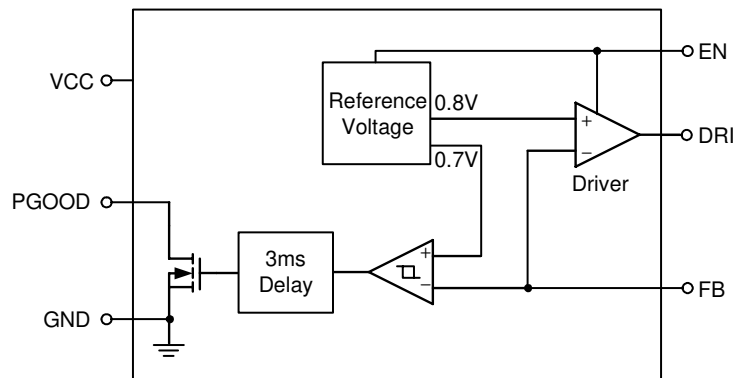 EN
VCC
Reference
Voltage
0.8V
+
−
DRI
0.7V
Driver
PGOOD
3ms
Delay
+
−
GND
FB